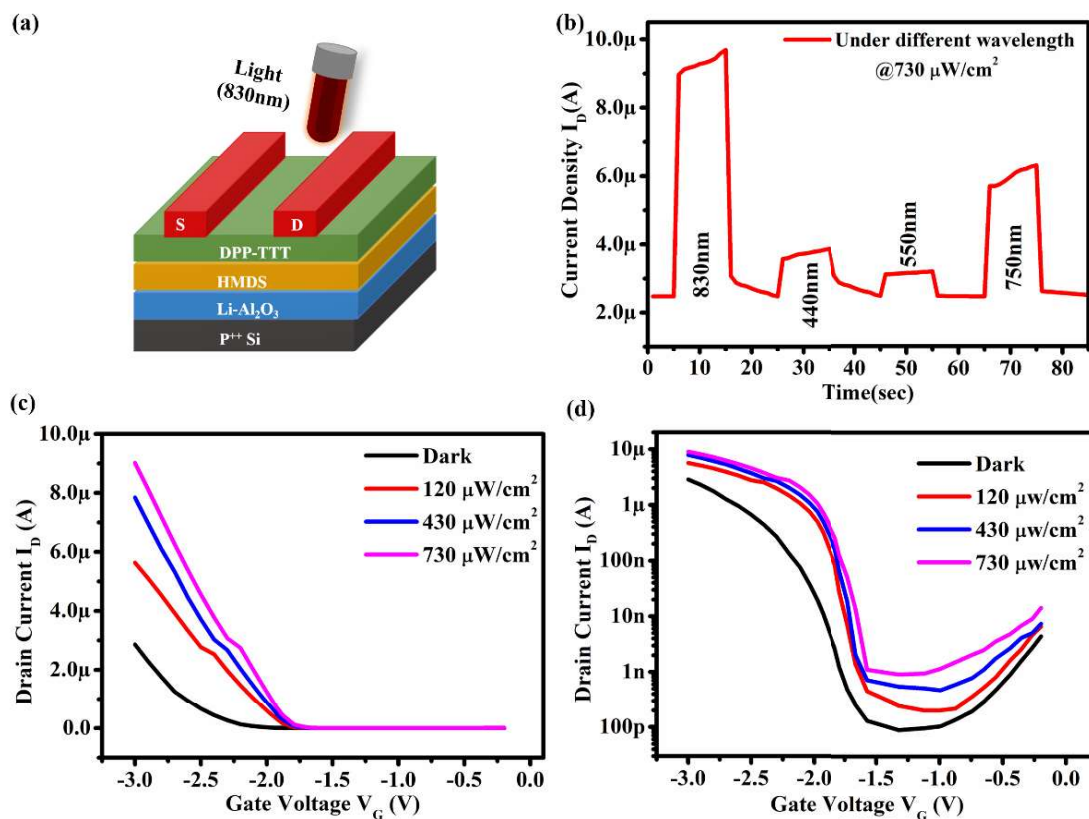 (a)
Light
(830nm)
S
D
DPP-TTT
HMDS
Li-Al₂O₃
P⁺⁺ Si
(b)
Current Density I_D(A)
10.0μ
8.0μ
6.0μ
4.0μ
2.0μ
Under different wavelength
@730 μW/cm²
830nm
440nm
550nm
750nm
0 10 20 30 40 50 60 70 80
Time(sec)
(c)
Drain Current I_D (A)
10.0μ
8.0μ
6.0μ
4.0μ
2.0μ
0.0
Dark
120 μW/cm²
430 μW/cm²
730 μW/cm²
-3.0 -2.5 -2.0 -1.5 -1.0 -0.5 0.0
Gate Voltage V_G (V)
(d)
Drain Current I_D (A)
10μ
1μ
100n
10n
1n
100p
Dark
120 μw/cm²
430 μw/cm²
730 μw/cm²
-3.0 -2.5 -2.0 -1.5 -1.0 -0.5 0.0
Gate Voltage V_G (V)